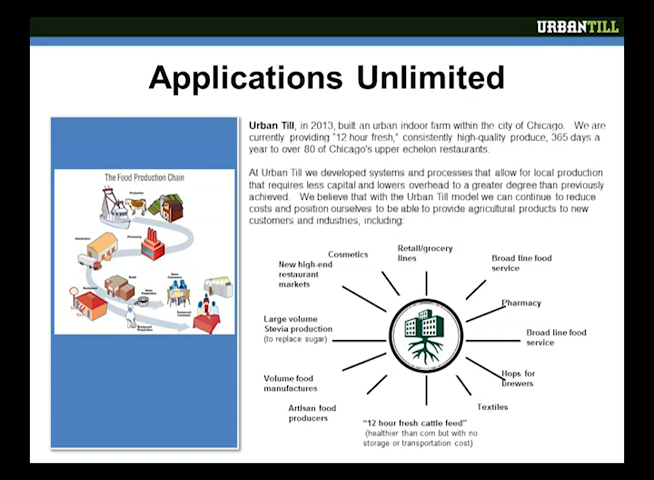 URBANTILL
Applications Unlimited
Urban Till, in 2013, built an urban indoor farm within the city of Chicago. We are
currently providing "12 hour fresh," consistently high-quality produce, 365 days a
year to over 80 of Chicago's upper echelon restaurants.
At Urban Till we developed systems and processes that allow for local production
that requires less capital and lowers overhead to a greater degree than previously
achieved. We believe that with the Urban Till model we can continue to reduce
costs and position ourselves to be able to provide agricultural products to new
customers and industries, including:
The Food Production Chain
Production
Distribution
Processing
Retail
Restaurant
Cosmetics
Retail/grocery
lines
New high-end
restaurant
markets
Broad line food
service
Pharmacy
Large volume
Stevia production
(to replace sugar)
Broad line food
service
Volume food
manufactures
Hops for
brewers
Artisan food
producers
Textiles
"12 hour fresh cattle feed"
(healthier than corn but with no
storage or transportation cost)